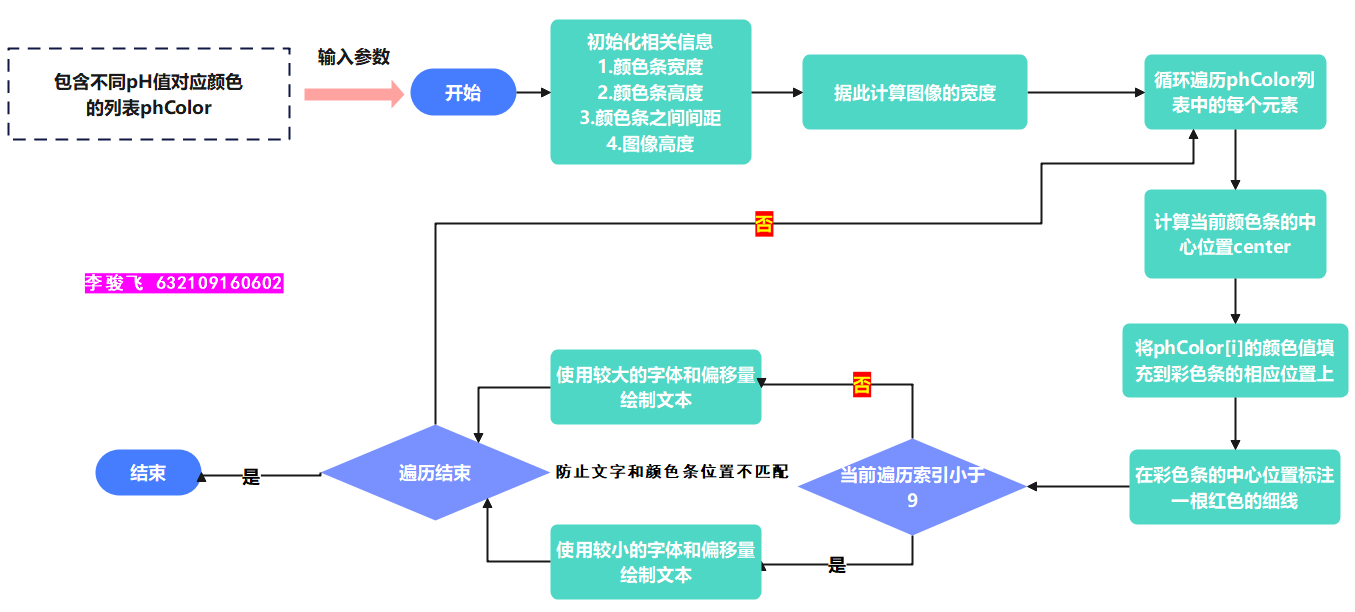 包含不同pH值对应颜色
的列表phColor
输入参数
开始
初始化相关信息
1.颜色条宽度
2.颜色条高度
3.颜色条之间间距
4.图像高度
据此计算图像的宽度
循环遍历phColor列
表中的每个元素
否
计算当前颜色条的中
心位置center
李骏飞 632109160602
将phColor[i]的颜色值填
充到彩色条的相应位置上
使用较大的字体和偏移量
绘制文本
否
结束
是
遍历结束
防止文字和颜色条位置不匹配
当前遍历索引小于
9
在彩色条的中心位置标注
一根红色的细线
使用较小的字体和偏移量
绘制文本
是